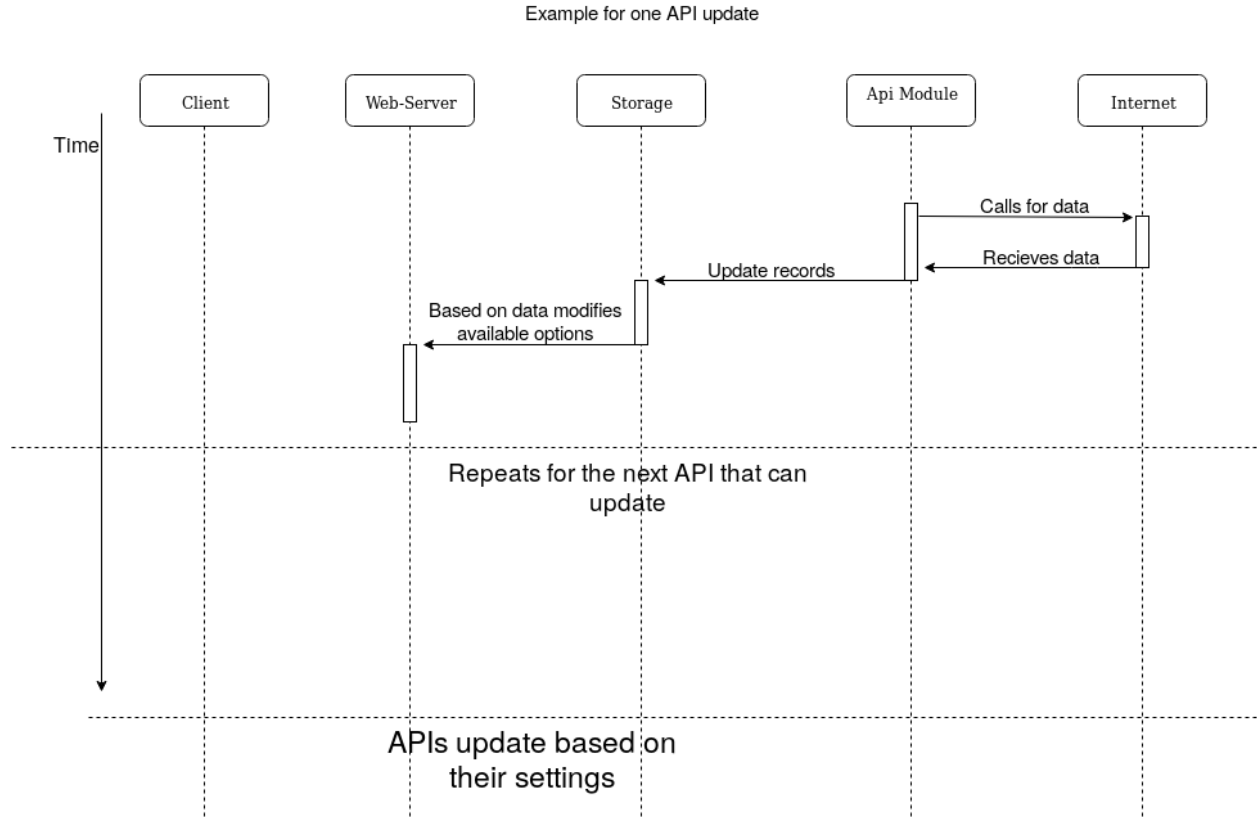 Example for one API update
Client
Web-Server
Storage
Api Module
Internet
TIme
Calls for data
Recieves data
Update records
Based on data modifies
available options
Repeats for the next API that can
update
APIs update based on
their settings